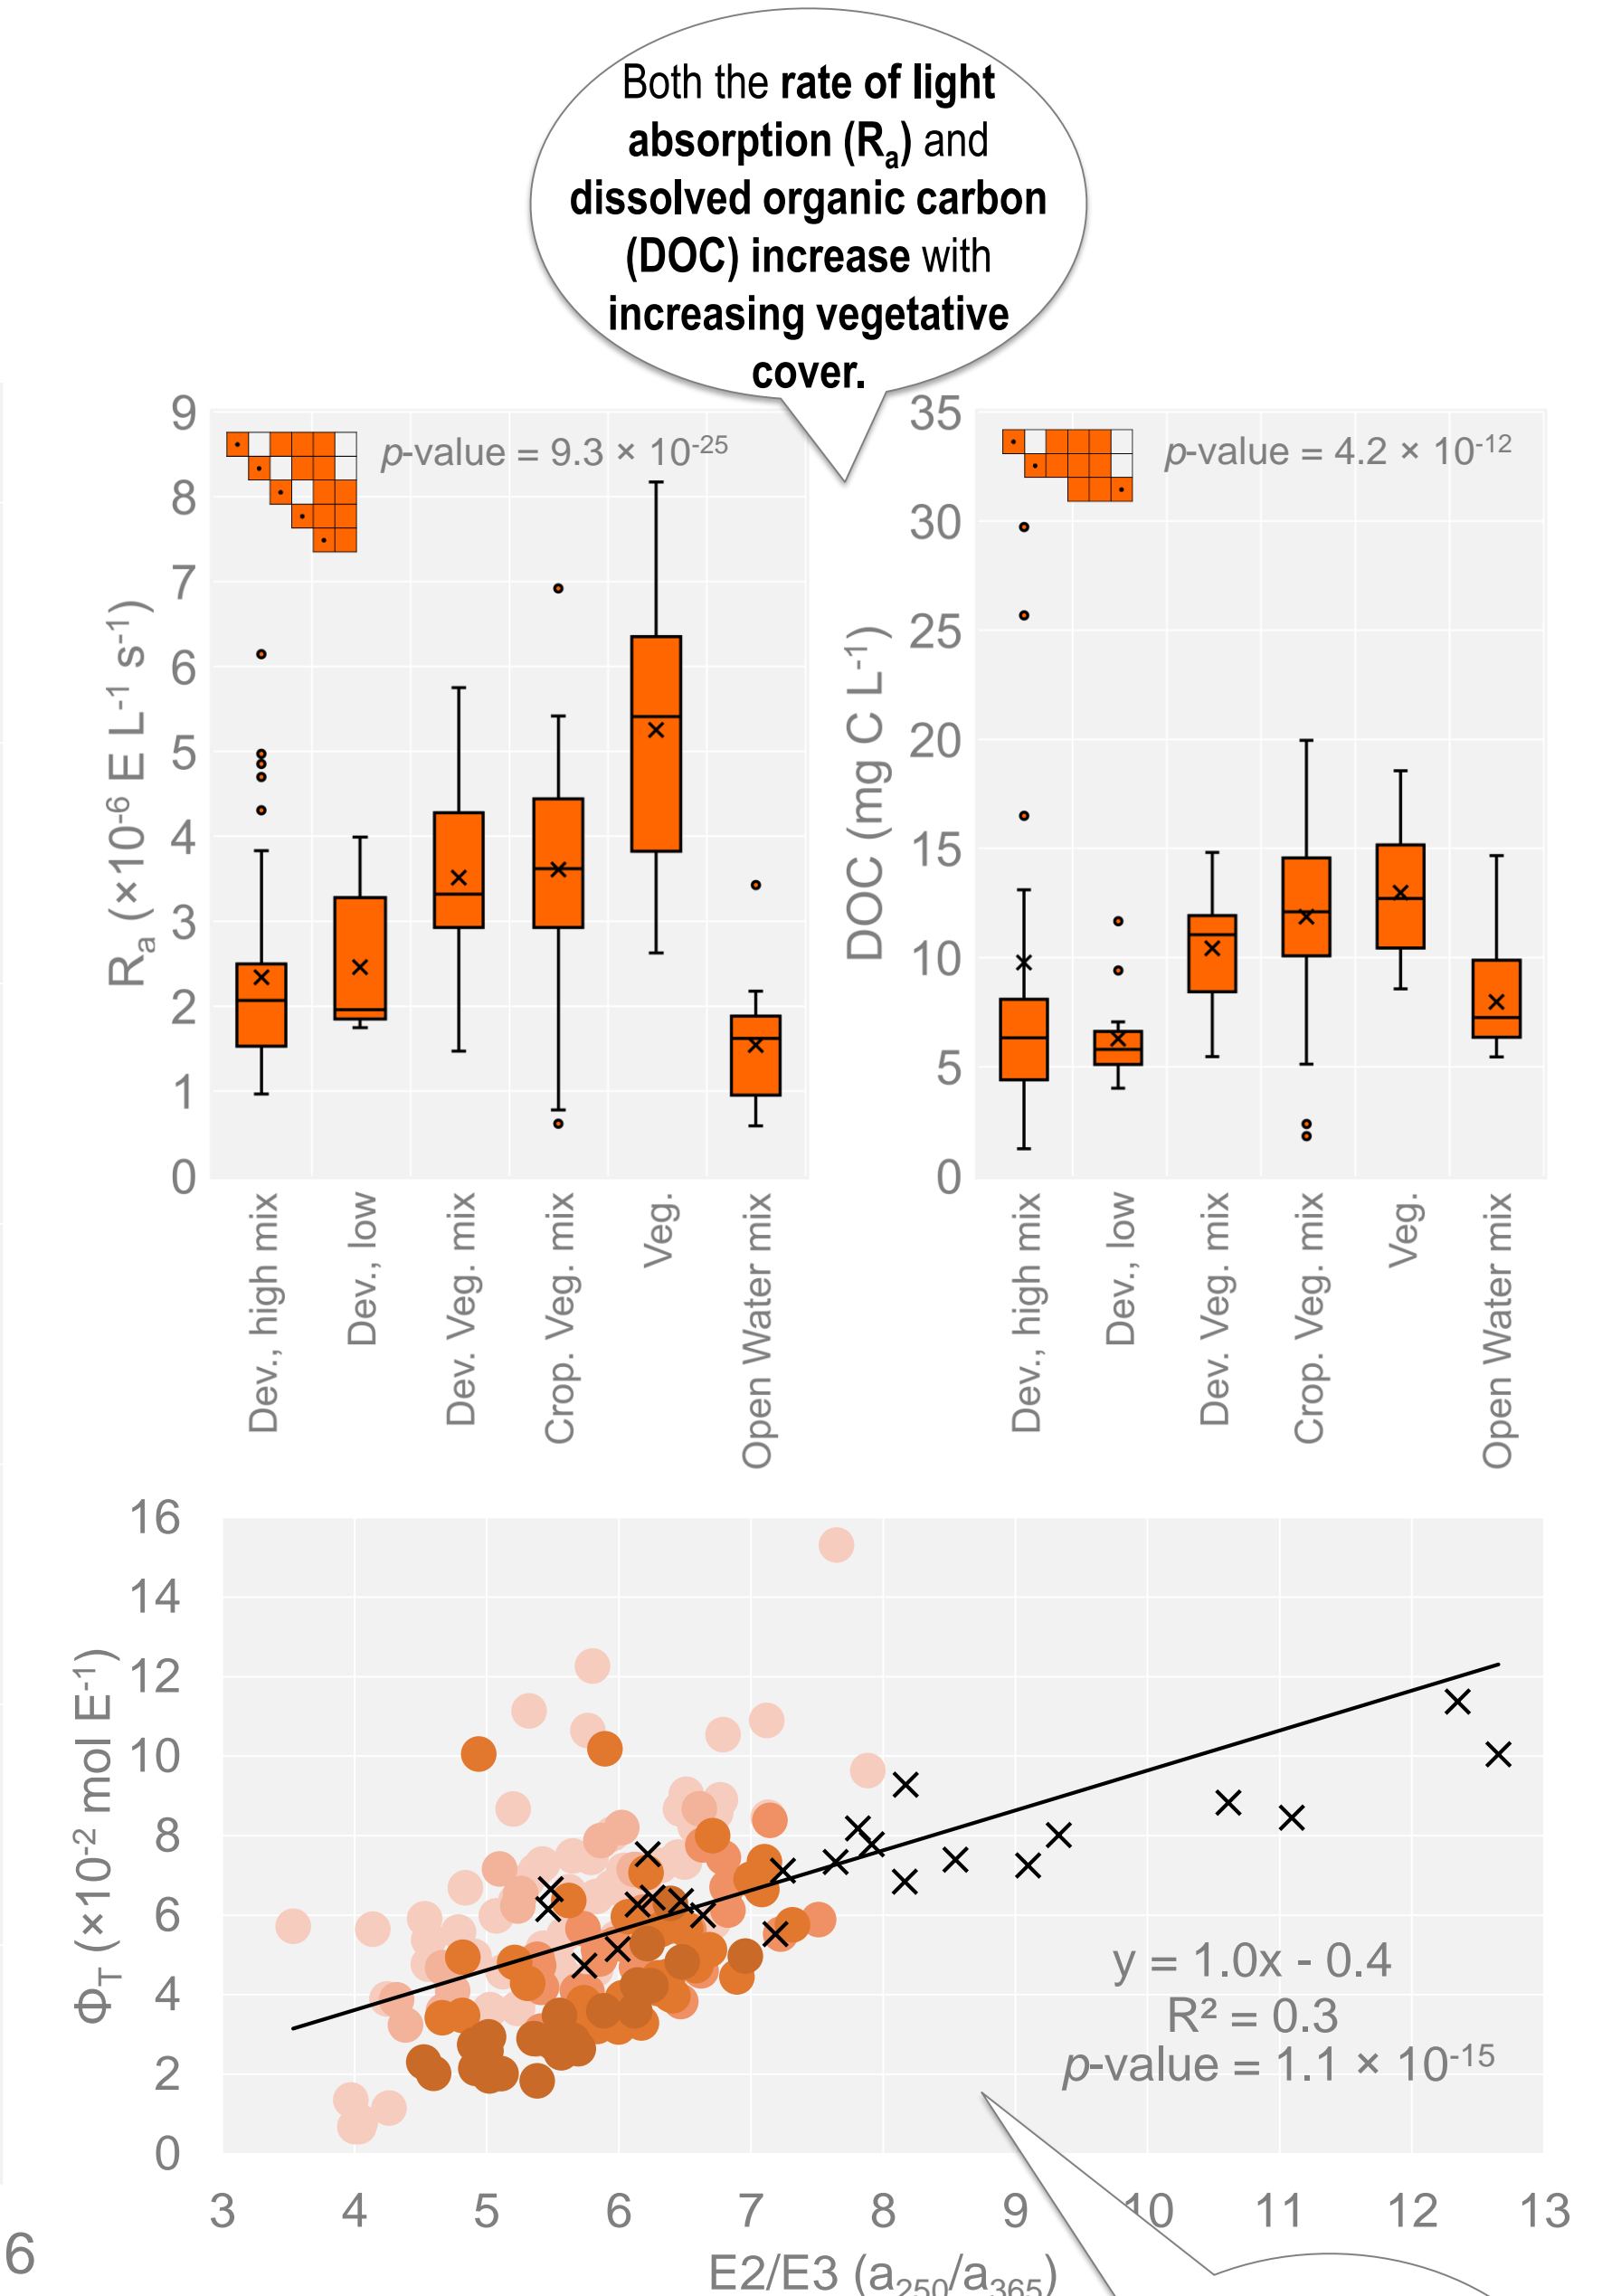 Both the rate of light
absorption (Rₐ) and
dissolved organic carbon
(DOC) increase with
increasing vegetative
cover.
9
8
7
6
5
4
3
2
1
0
Rₐ (×10⁻⁶ E L⁻¹ s⁻¹)
p-value = 9.3 × 10⁻²⁵
Dev., high mix
Dev., low
Dev. Veg. mix
Crop. Veg. mix
Veg.
Open Water mix
35
30
25
20
15
10
5
0
DOC (mg C L⁻¹)
p-value = 4.2 × 10⁻¹²
Dev., high mix
Dev., low
Dev. Veg. mix
Crop. Veg. mix
Veg.
Open Water mix
16
14
12
10
8
6
4
2
0
Φ_T (×10⁻² mol E⁻¹)
y = 1.0x - 0.4
R² = 0.3
p-value = 1.1 × 10⁻¹⁵
3 4 5 6 7 8 9 10 11 12 13
6
E2/E3 (a₂₅₀/a₃₆₅)